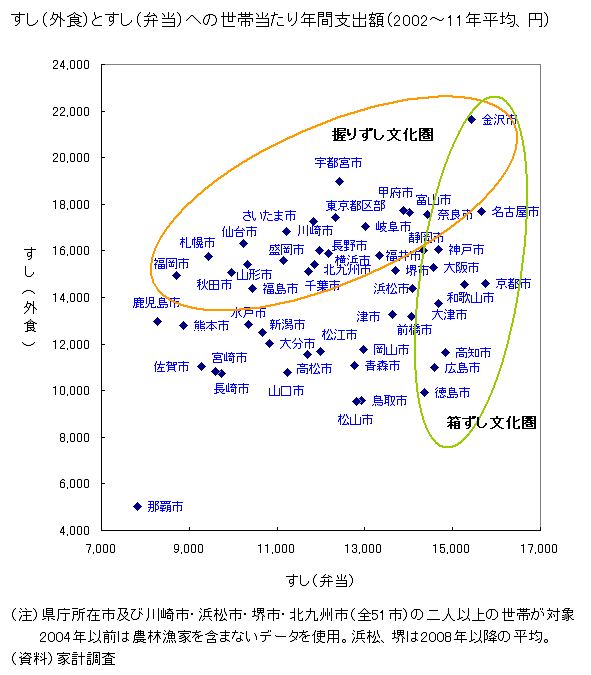 すし（外食）とすし（弁当）への世帯当たり年間支出額（2002～11年平均、円）
24,000
22,000
20,000
18,000
16,000
14,000
12,000
10,000
8,000
6,000
4,000
すし（外食）
金沢市
握りずし文化圏
宇都宮市
甲府市
富山市
東京都区部
名古屋市
奈良市
さいたま市
岐阜市
川崎市
仙台市
静岡市
札幌市
長野市
神戸市
盛岡市
横浜市
福井市
福岡市
北九州市
堺市
大阪市
秋田市
山形市
千葉市
福島市
浜松市
京都市
和歌山市
鹿児島市
水戸市
大津市
津市
前橋市
熊本市
新潟市
松江市
大分市
岡山市
高知市
宮崎市
佐賀市
高松市
青森市
広島市
長崎市
山口市
鳥取市
徳島市
松山市
箱ずし文化圏
那覇市
7,000
9,000
11,000
13,000
15,000
17,000
すし（弁当）
（注）県庁所在市及び川崎市・浜松市・堺市・北九州市（全51市）の二人以上の世帯が対象
2004年以前は農林漁家を含まないデータを使用。浜松、堺は2008年以降の平均。
（資料）家計調査